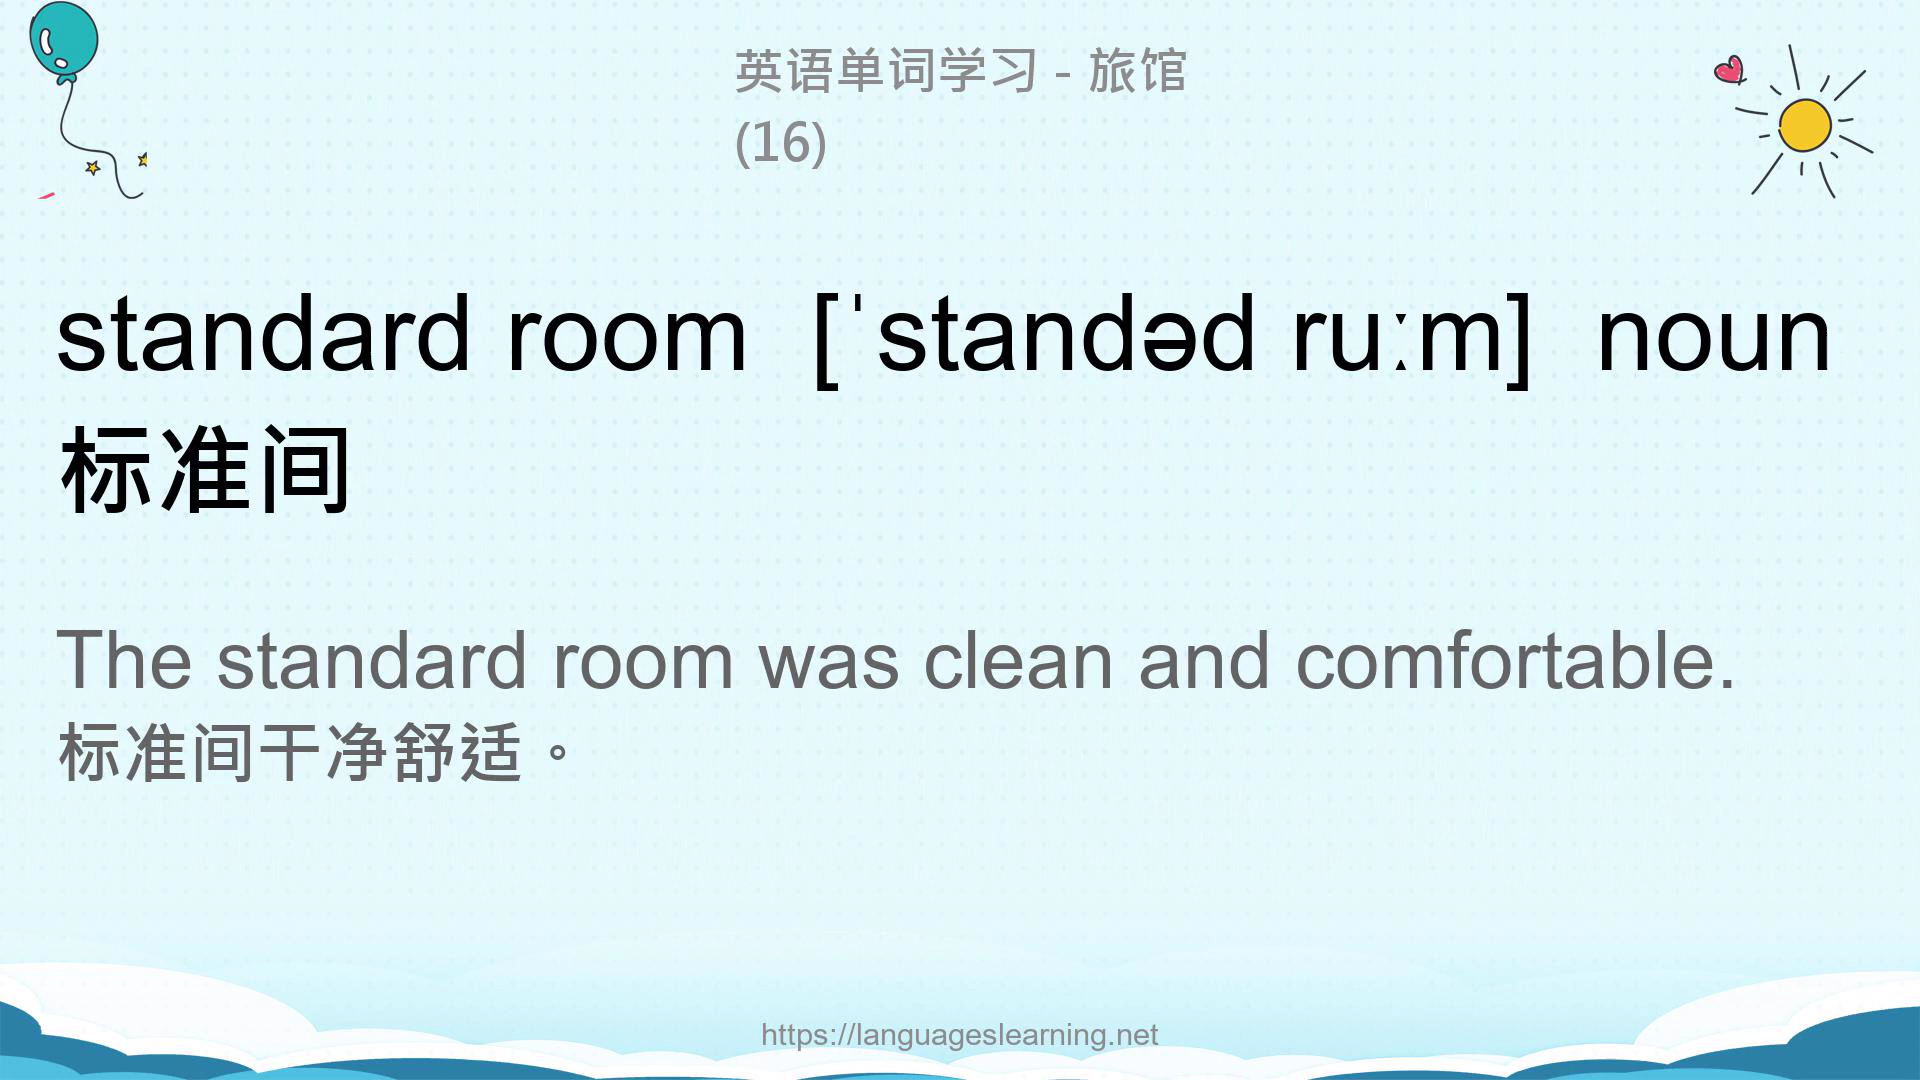 英语单词学习 - 旅馆
(16)
standard room  [ˈstandəd ruːm]  noun
标准间
The standard room was clean and comfortable.
标准间干净舒适。
https://languageslearning.net